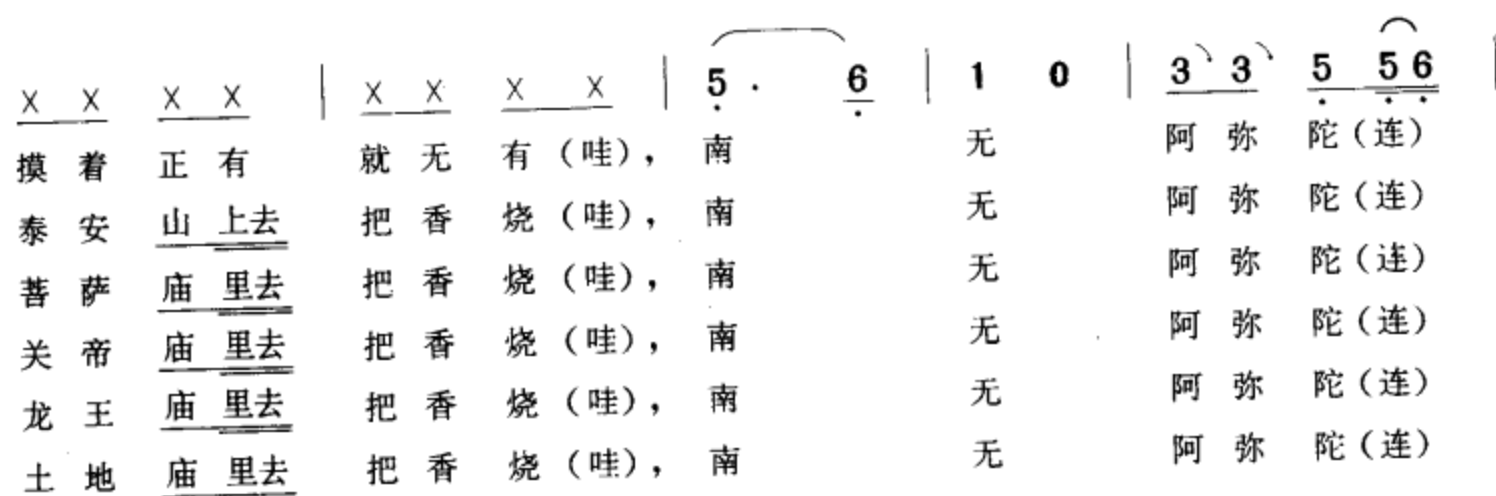 X X X X | X X X X | 5 . 6 | 1 0 | 3 3 5 5 6 |
摸着正有 就无有(哇), 南 无 阿弥陀(连)
泰安山上去 把香烧(哇), 南 无 阿弥陀(连)
菩萨庙里去 把香烧(哇), 南 无 阿弥陀(连)
关帝庙里去 把香烧(哇), 南 无 阿弥陀(连)
龙王庙里去 把香烧(哇), 南 无 阿弥陀(连)
土地庙里去 把香烧(哇), 南 无 阿弥陀(连)